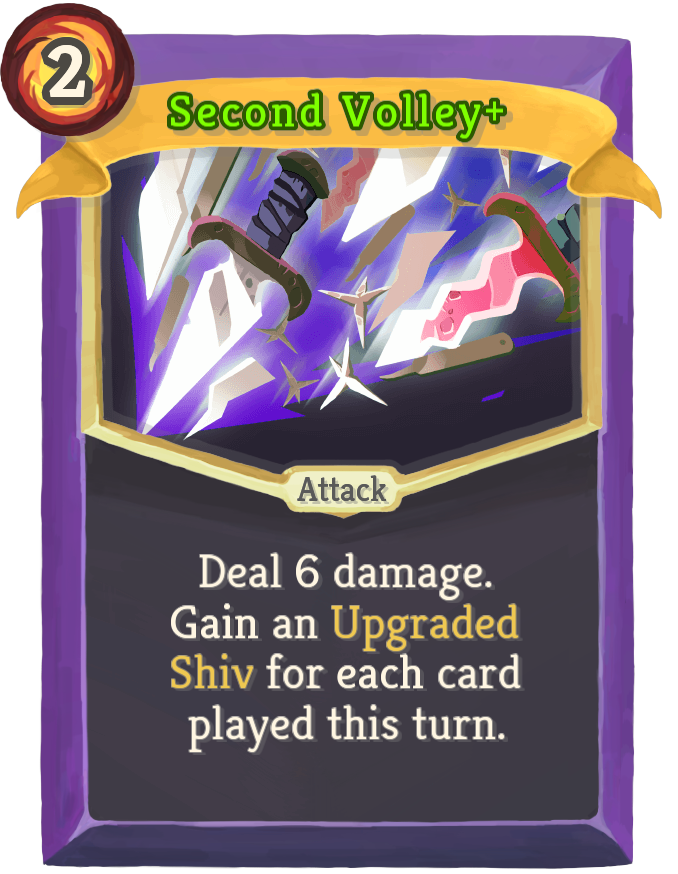 2
Second Volley+
Attack
Deal 6 damage.
Gain an Upgraded
Shiv for each card
played this turn.